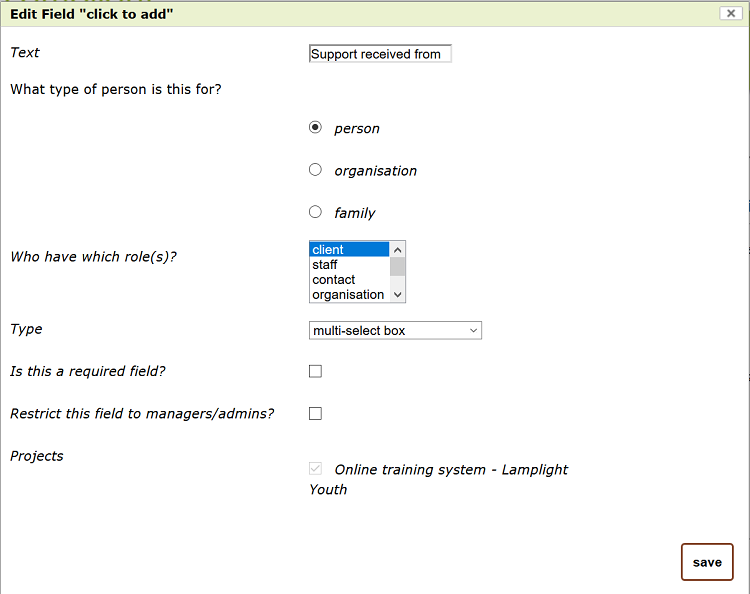 Edit Field "click to add"
Text
Support received from
What type of person is this for?
person
organisation
family
Who have which role(s)?
client
staff
contact
organisation
Type
multi-select box
Is this a required field?
Restrict this field to managers/admins?
Projects
Online training system - Lamplight
Youth
save